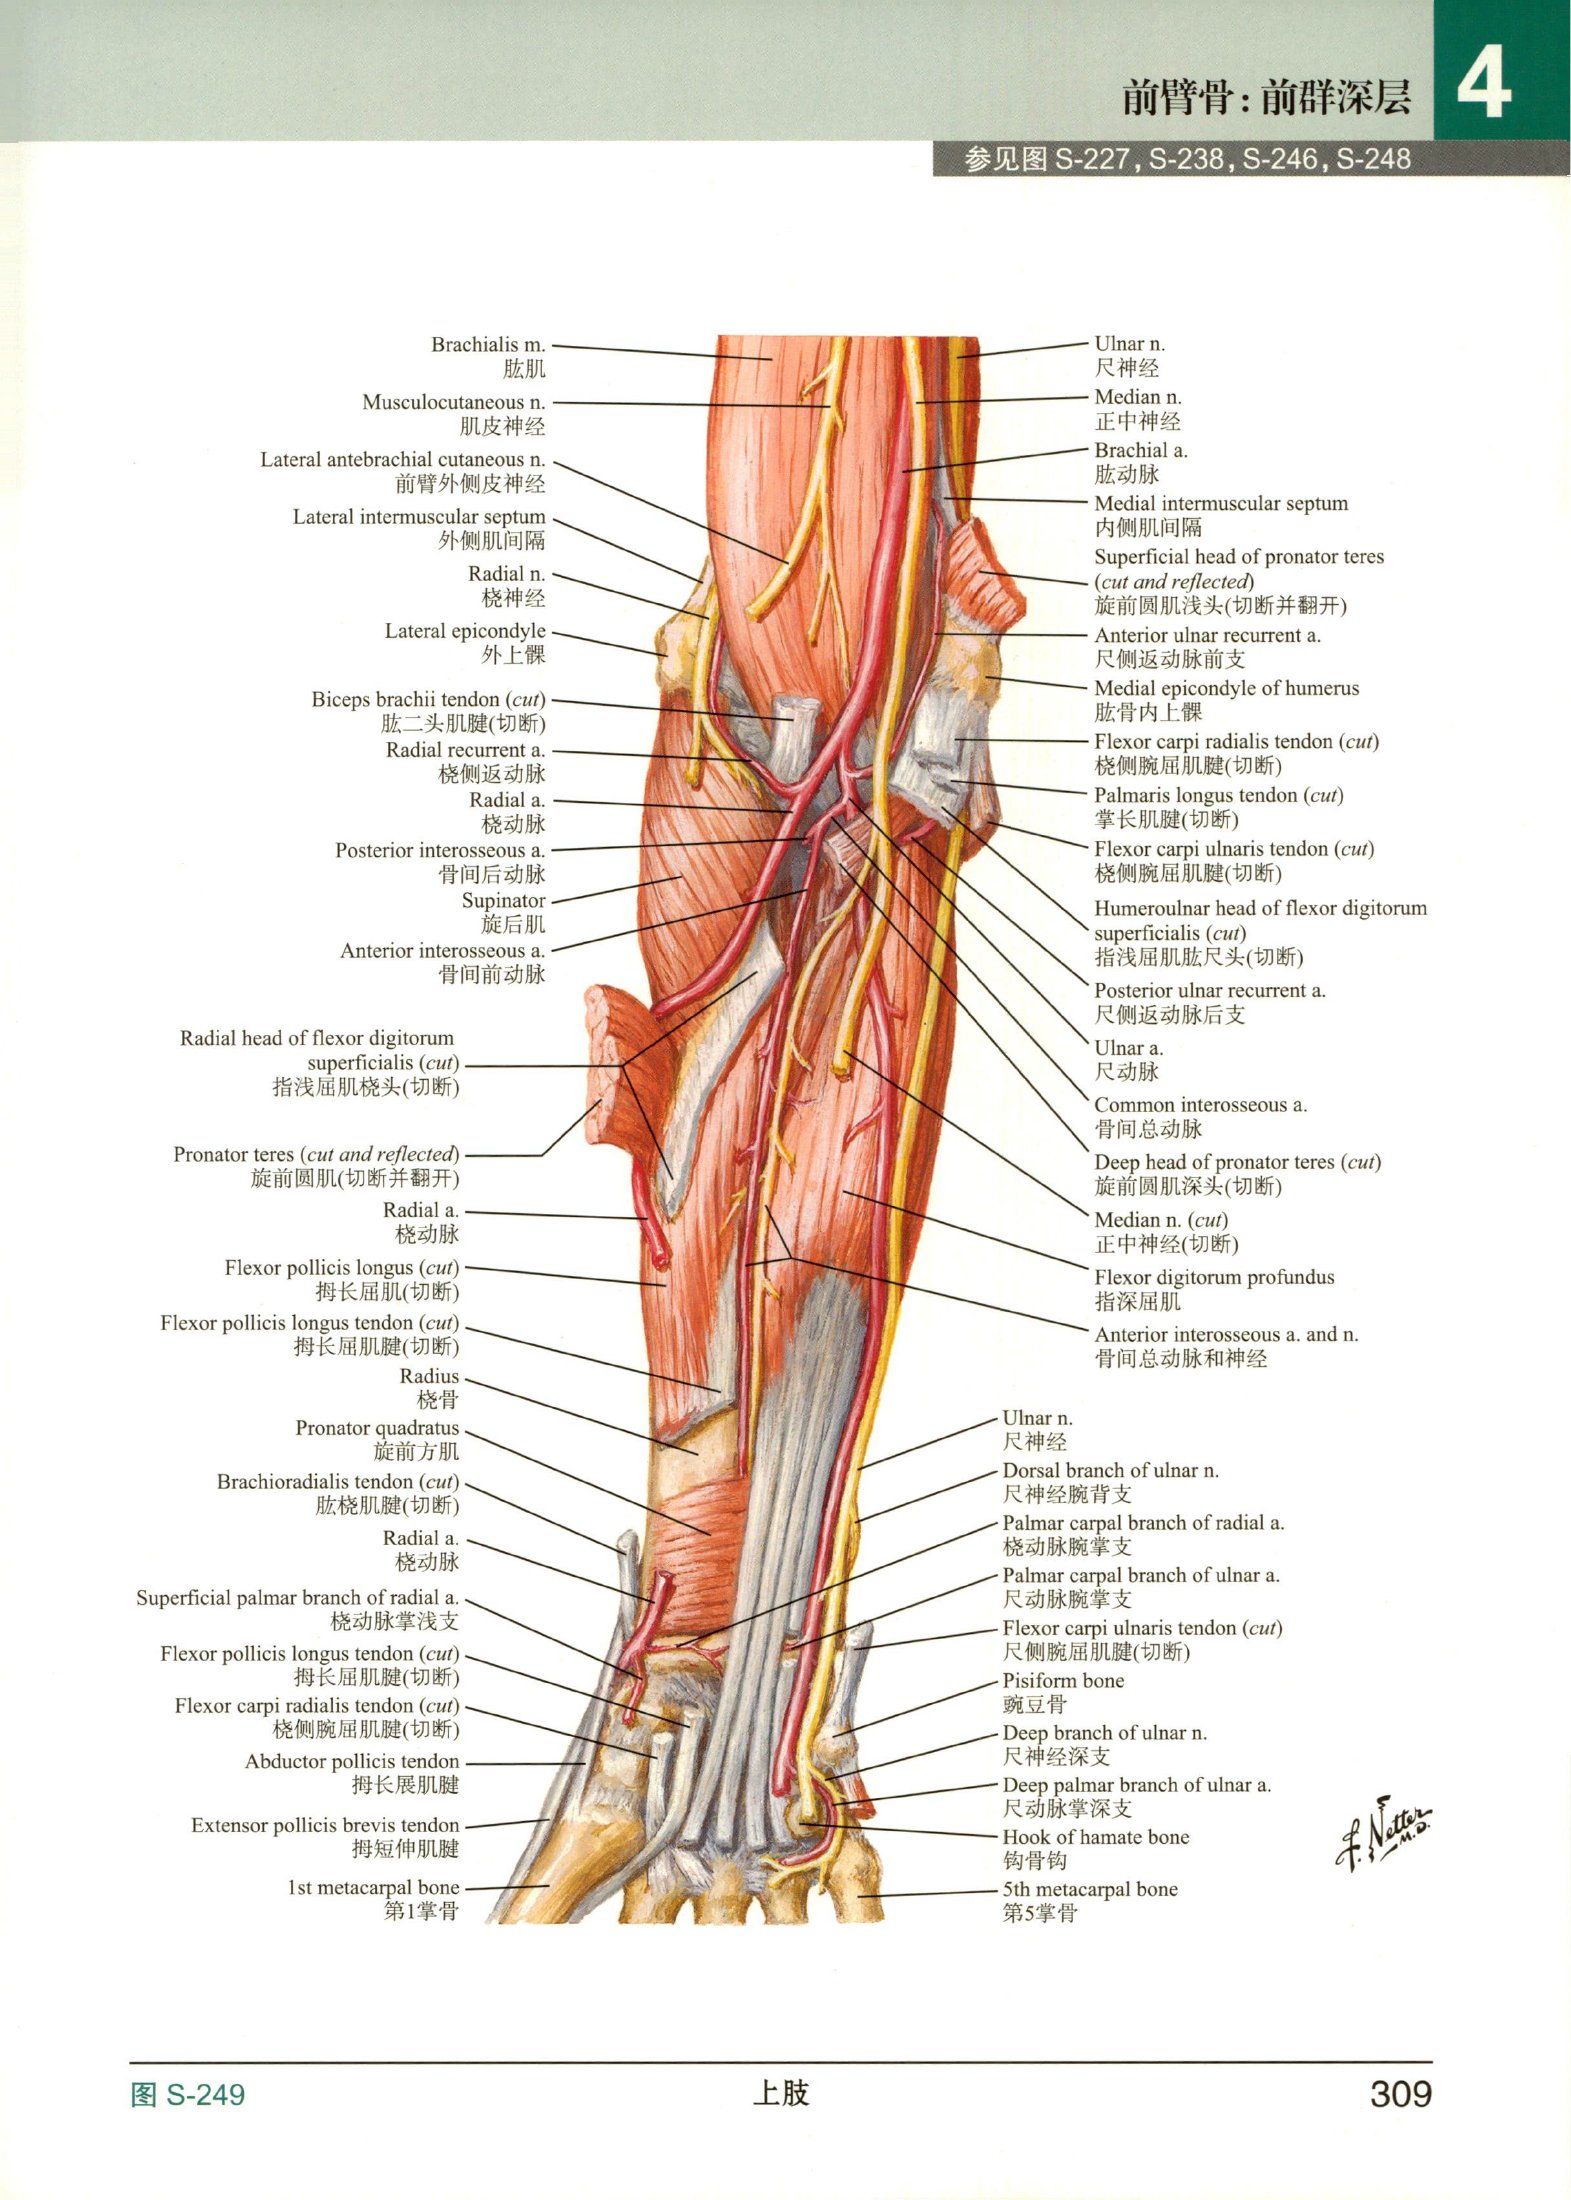 前臂骨：前群深层
4
参见图 S-227, S-238, S-246, S-248
Brachialis m.
肱肌
Musculocutaneous n.
肌皮神经
Lateral antebrachial cutaneous n.
前臂外侧皮神经
Lateral intermuscular septum
外侧肌间隔
Radial n.
桡神经
Lateral epicondyle
外上髁
Biceps brachii tendon (cut)
肱二头肌腱(切断)
Radial recurrent a.
桡侧返动脉
Radial a.
桡动脉
Posterior interosseous a.
骨间后动脉
Supinator
旋后肌
Anterior interosseous a.
骨间前动脉
Radial head of flexor digitorum
superficialis (cut)
指浅屈肌桡头(切断)
Pronator teres (cut and reflected)
旋前圆肌(切断并翻开)
Radial a.
桡动脉
Flexor pollicis longus (cut)
拇长屈肌(切断)
Flexor pollicis longus tendon (cut)
拇长屈肌腱(切断)
Radius
桡骨
Pronator quadratus
旋前方肌
Brachioradialis tendon (cut)
肱桡肌腱(切断)
Radial a.
桡动脉
Superficial palmar branch of radial a.
桡动脉掌浅支
Flexor pollicis longus tendon (cut)
拇长屈肌腱(切断)
Flexor carpi radialis tendon (cut)
桡侧腕屈肌腱(切断)
Abductor pollicis tendon
拇长展肌腱
Extensor pollicis brevis tendon
拇短伸肌腱
1st metacarpal bone
第1掌骨
Ulnar n.
尺神经
Median n.
正中神经
Brachial a.
肱动脉
Medial intermuscular septum
内侧肌间隔
Superficial head of pronator teres
(cut and reflected)
旋前圆肌浅头(切断并翻开)
Anterior ulnar recurrent a.
尺侧返动脉前支
Medial epicondyle of humerus
肱骨内上髁
Flexor carpi radialis tendon (cut)
桡侧腕屈肌腱(切断)
Palmaris longus tendon (cut)
掌长肌腱(切断)
Flexor carpi ulnaris tendon (cut)
桡侧腕屈肌腱(切断)
Humeroulnar head of flexor digitorum
superficialis (cut)
指浅屈肌肱尺头(切断)
Posterior ulnar recurrent a.
尺侧返动脉后支
Ulnar a.
尺动脉
Common interosseous a.
骨间总动脉
Deep head of pronator teres (cut)
旋前圆肌深头(切断)
Median n. (cut)
正中神经(切断)
Flexor digitorum profundus
指深屈肌
Anterior interosseous a. and n.
骨间总动脉和神经
Ulnar n.
尺神经
Dorsal branch of ulnar n.
尺神经腕背支
Palmar carpal branch of radial a.
桡动脉腕掌支
Palmar carpal branch of ulnar a.
尺动脉腕掌支
Flexor carpi ulnaris tendon (cut)
尺侧腕屈肌腱(切断)
Pisiform bone
豌豆骨
Deep branch of ulnar n.
尺神经深支
Deep palmar branch of ulnar a.
尺动脉掌深支
Hook of hamate bone
钩骨钩
5th metacarpal bone
第5掌骨
F. Netter
M.D.
图 S-249
上肢
309